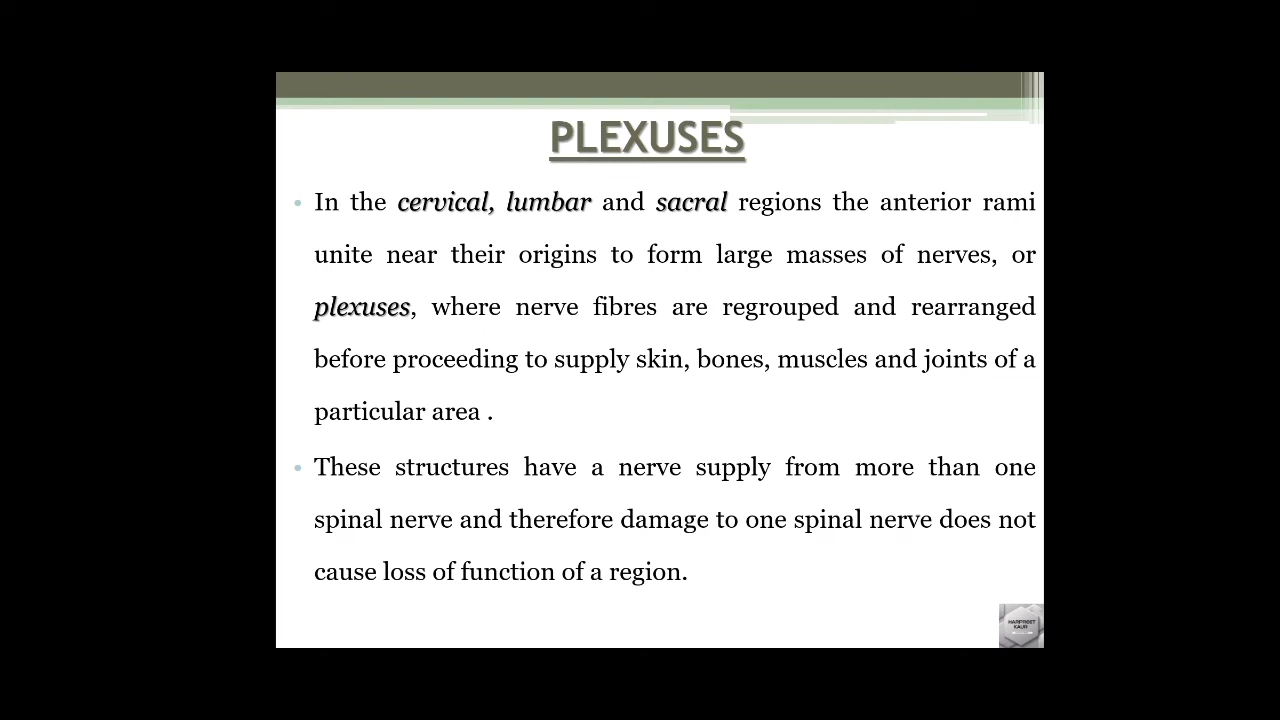 PLEXUSES
• In the cervical, lumbar and sacral regions the anterior rami
unite near their origins to form large masses of nerves, or
plexuses, where nerve fibres are regrouped and rearranged
before proceeding to supply skin, bones, muscles and joints of a
particular area .
• These structures have a nerve supply from more than one
spinal nerve and therefore damage to one spinal nerve does not
cause loss of function of a region.
HARPREET
KAUR